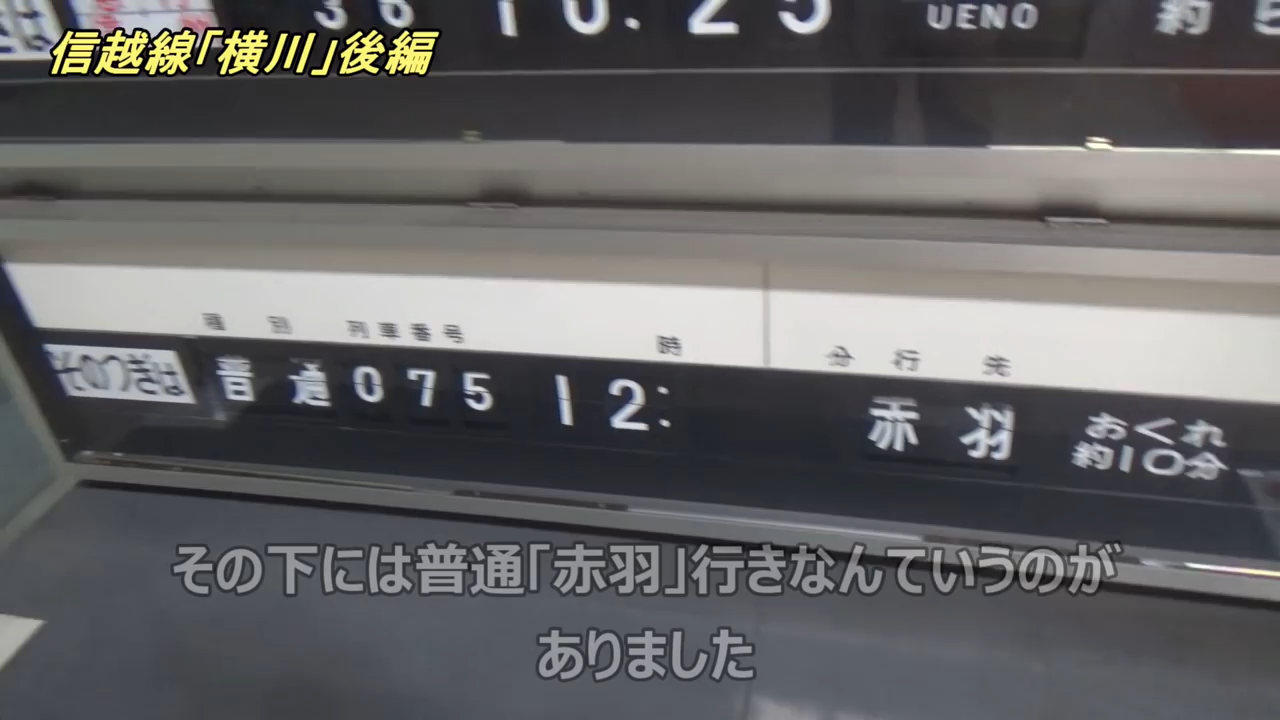 信越線「横川」後編
36 10.25 UENO 約5
種別 列車番号 時 分 行先
そのつぎは 普通 075 12: 赤羽 おくれ
約10分
その下には普通「赤羽」行きなんていうのが
ありました